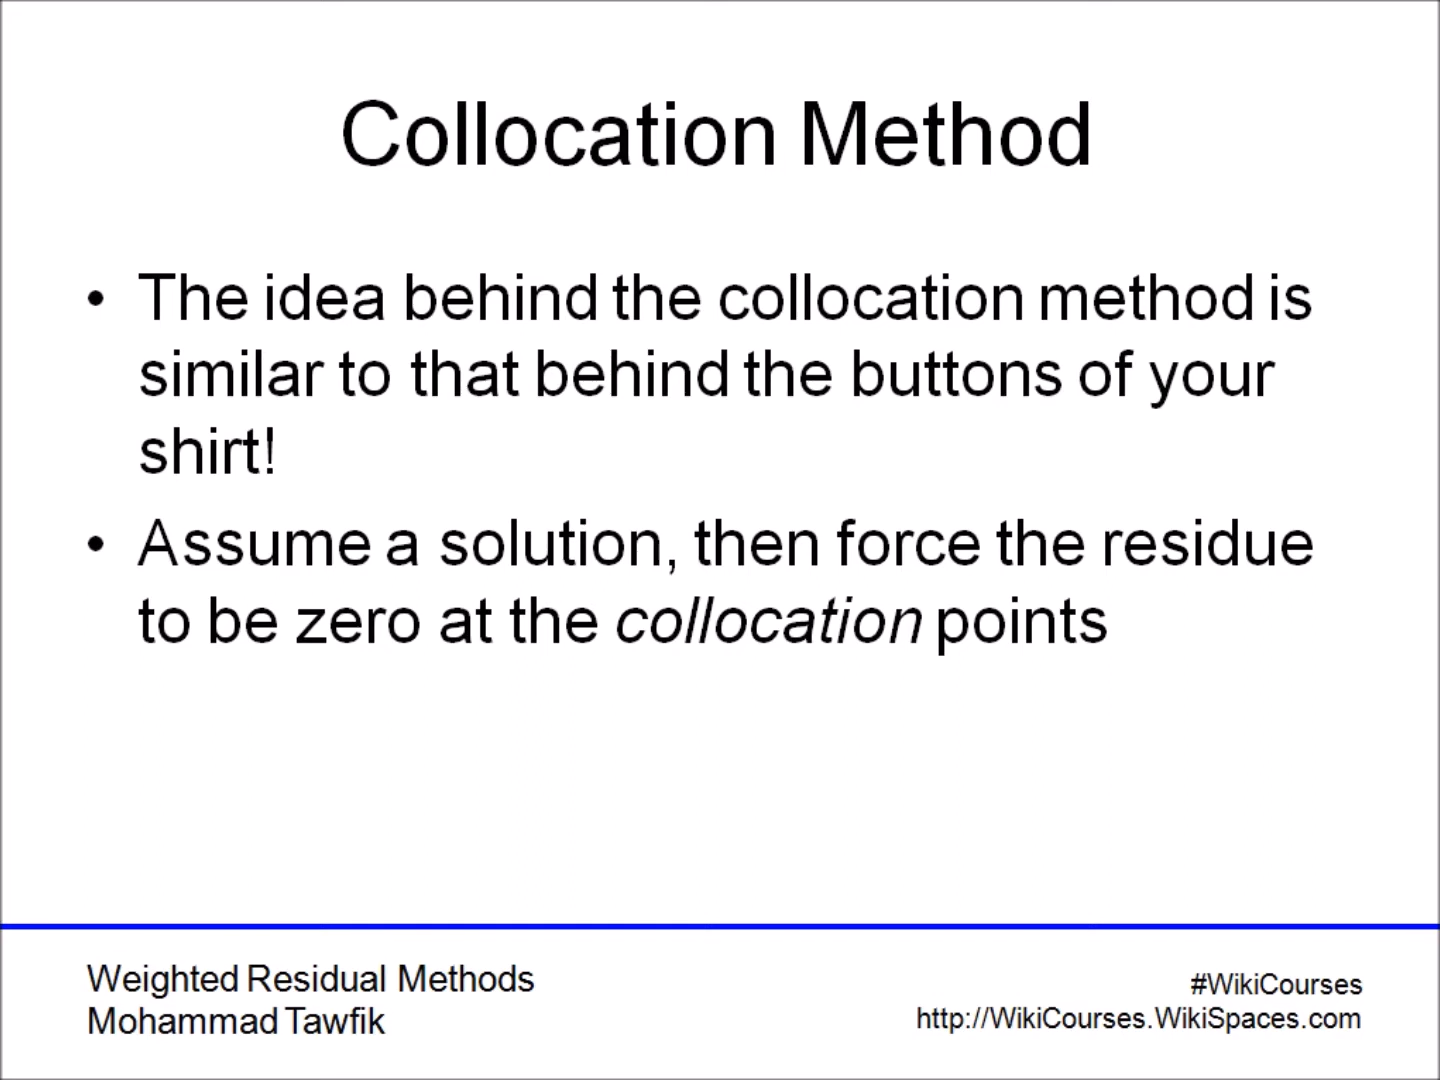 Collocation Method
• The idea behind the collocation method is
similar to that behind the buttons of your
shirt!
• Assume a solution, then force the residue
to be zero at the collocation points
Weighted Residual Methods
Mohammad Tawfik
#WikiCourses
http://WikiCourses.WikiSpaces.com